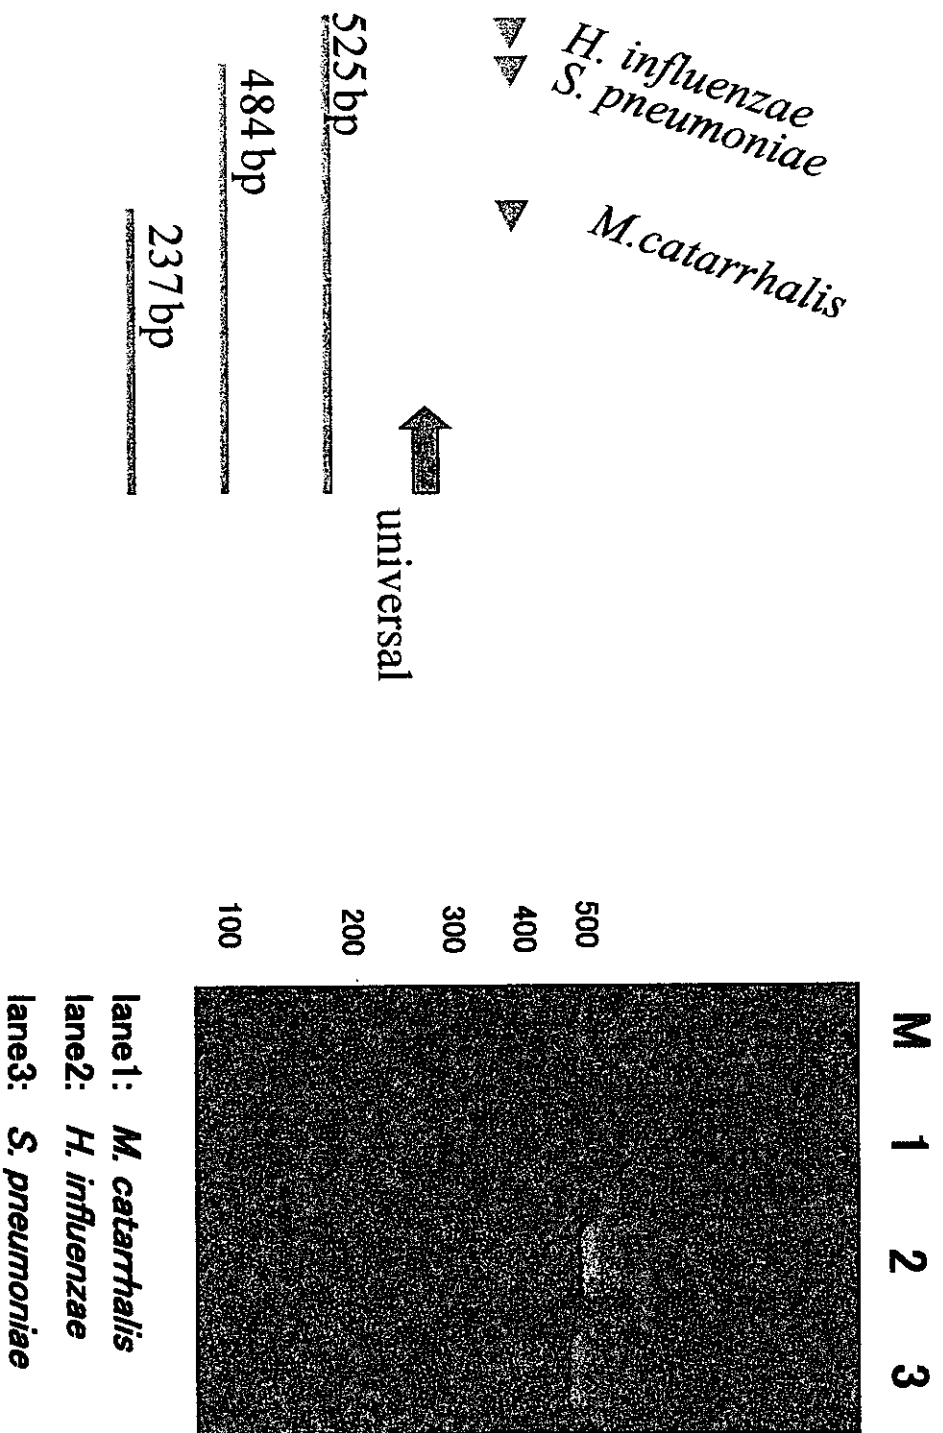 H. influenzae
S. pneumoniae
M.catarrhalis
universal
525bp
484bp
237bp
M 1 2 3
500
400
300
200
100
lane1: M. catarrhalis
lane2: H. influenzae
lane3: S. pneumoniae